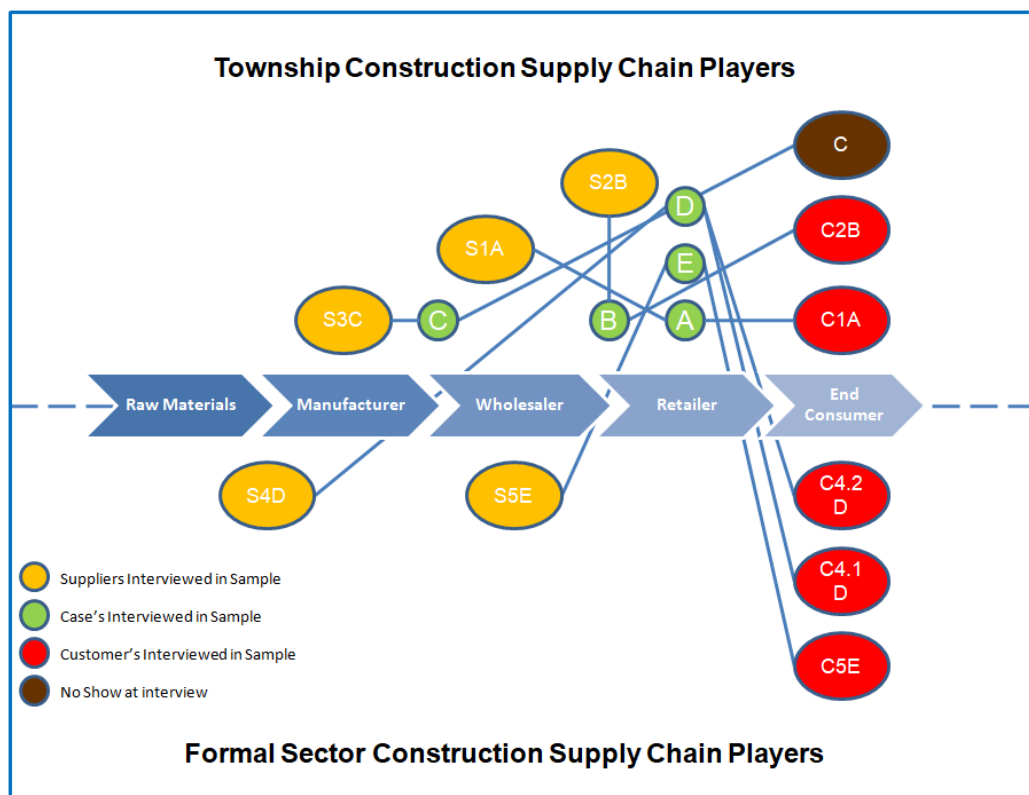 Township Construction Supply Chain Players
C
S2B
D
C2B
S1A
E
S3C
C
B
A
C1A
Raw Materials
Manufacturer
Wholesaler
Retailer
End
Consumer
S4D
S5E
C4.2
D
Suppliers Interviewed in Sample
C4.1
D
Case's Interviewed in Sample
Customer's Interviewed in Sample
C5E
No Show at interview
Formal Sector Construction Supply Chain Players